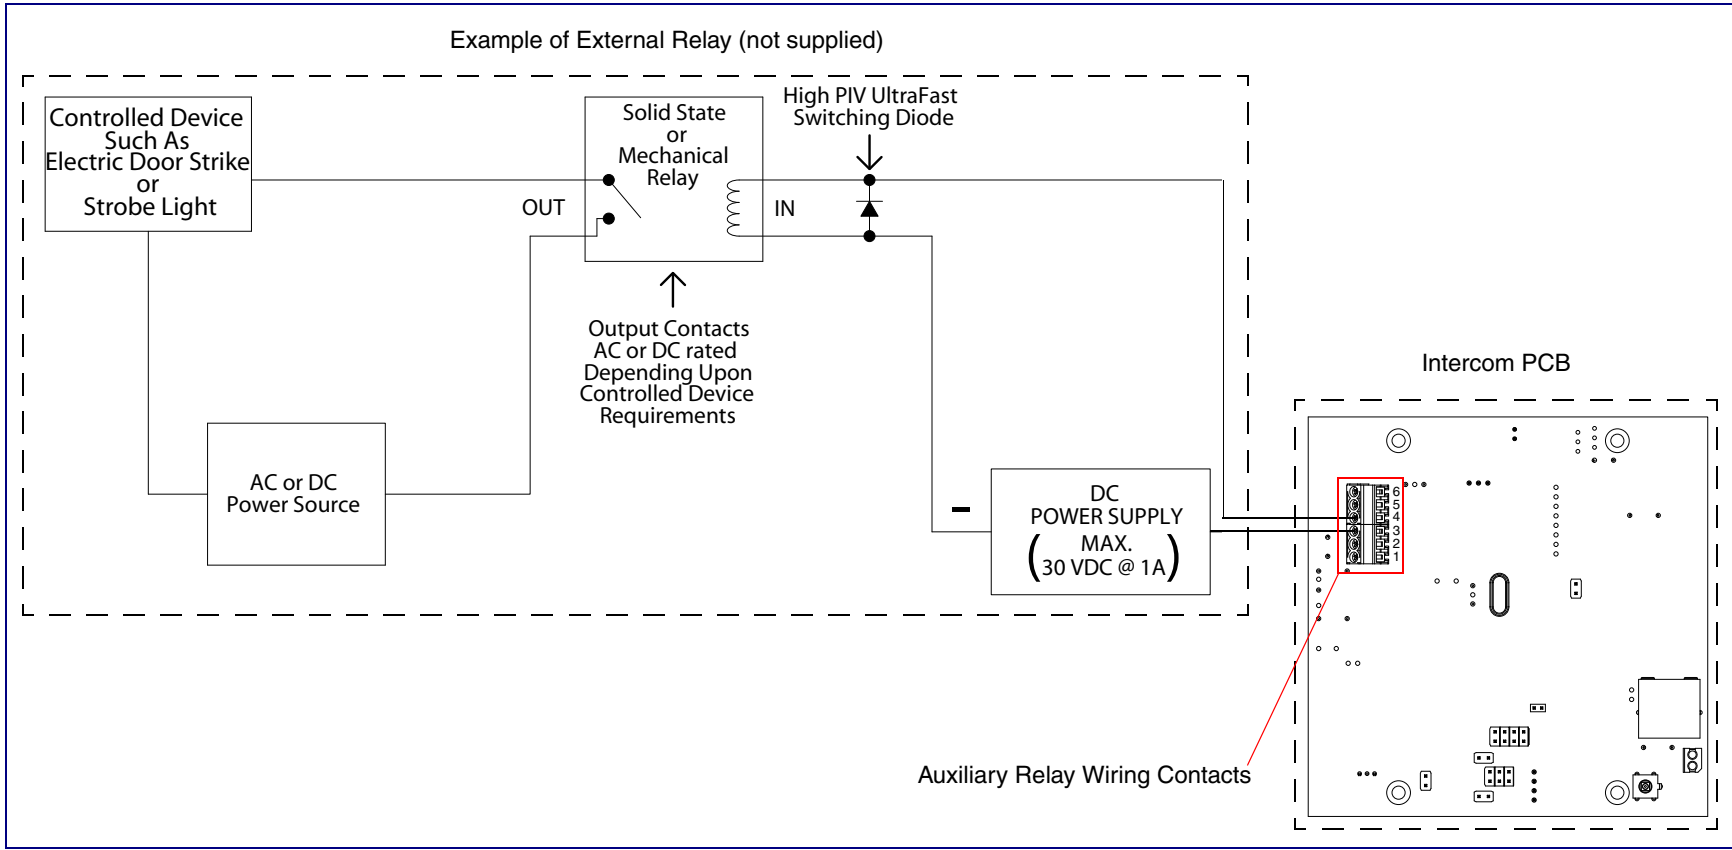 Example of External Relay (not supplied)
Controlled Device
Such As
Electric Door Strike
or
Strobe Light
Solid State
or
Mechanical
Relay
OUT
IN
High PIV UltraFast
Switching Diode
Output Contacts
AC or DC rated
Depending Upon
Controlled Device
Requirements
AC or DC
Power Source
–
DC
POWER SUPPLY
( MAX.
30 VDC @ 1A )
Intercom PCB
6
5
4
3
2
1
Auxiliary Relay Wiring Contacts